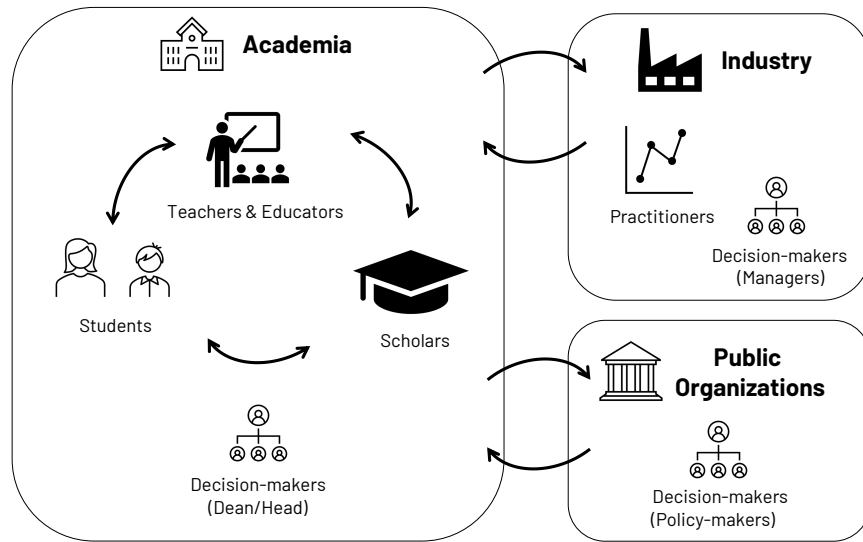 Academia
Teachers & Educators
Students
Scholars
Decision-makers
(Dean/Head)
Industry
Practitioners
Decision-makers
(Managers)
Public
Organizations
Decision-makers
(Policy-makers)